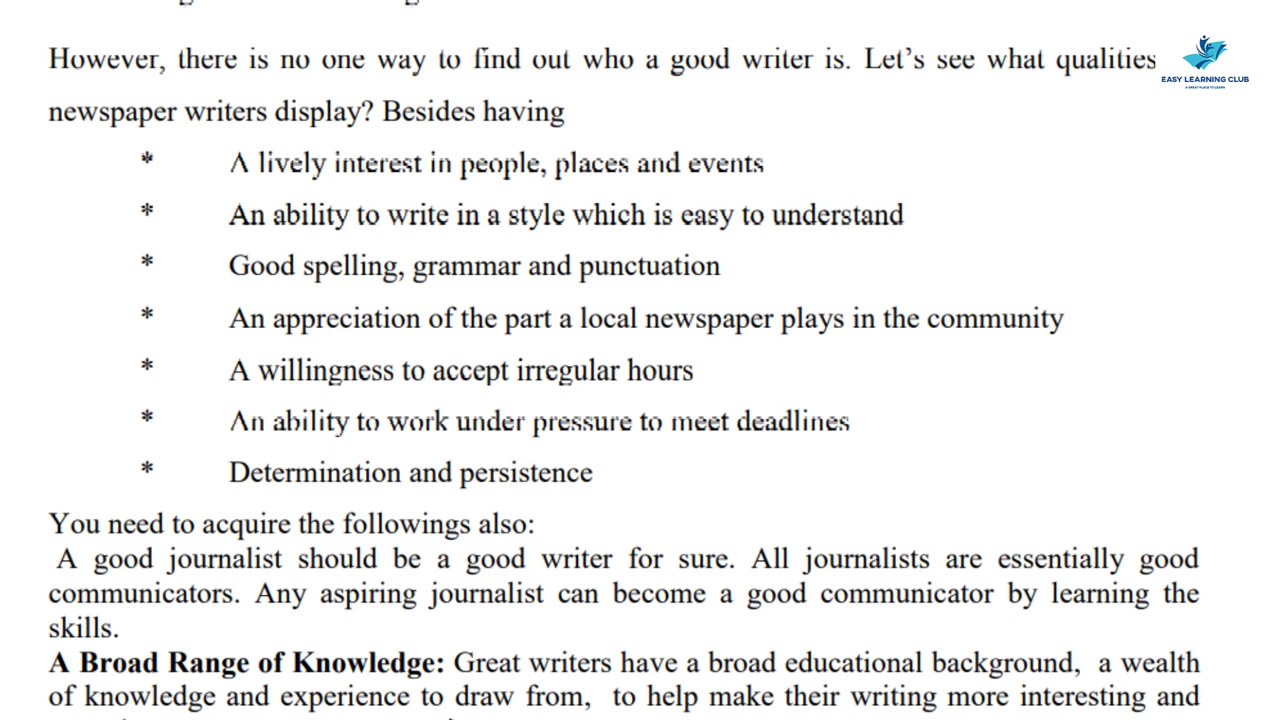 However, there is no one way to find out who a good writer is. Let's see what qualities
EASY LEARNING CLUB
A GREAT PLACE TO LEARN
newspaper writers display? Besides having
* A lively interest in people, places and events
* An ability to write in a style which is easy to understand
* Good spelling, grammar and punctuation
* An appreciation of the part a local newspaper plays in the community
* A willingness to accept irregular hours
* An ability to work under pressure to meet deadlines
* Determination and persistence
You need to acquire the followings also:
A good journalist should be a good writer for sure. All journalists are essentially good
communicators. Any aspiring journalist can become a good communicator by learning the
skills.
A Broad Range of Knowledge: Great writers have a broad educational background, a wealth
of knowledge and experience to draw from, to help make their writing more interesting and